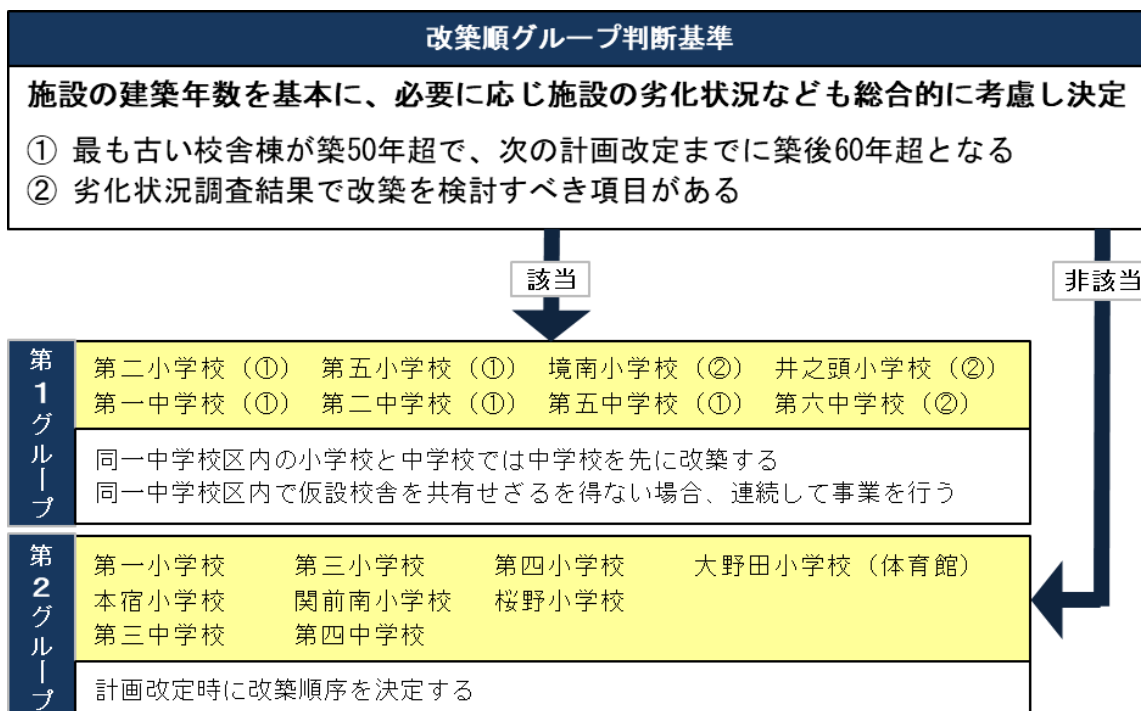 改築順グループ判断基準
施設の建築年数を基本に、必要に応じ施設の劣化状況なども総合的に考慮し決定
① 最も古い校舎棟が築50年超で、次の計画改定までに築後60年超となる
② 劣化状況調査結果で改築を検討すべき項目がある
該当
非該当
第1グループ
第二小学校（①） 第五小学校（①） 境南小学校（②） 井之頭小学校（②）
第一中学校（①） 第二中学校（①） 第五中学校（①） 第六中学校（②）
同一中学校区内の小学校と中学校では中学校を先に改築する
同一中学校区内で仮設校舎を共有せざるを得ない場合、連続して事業を行う
第2グループ
第一小学校 第三小学校 第四小学校 大野田小学校（体育館）
本宿小学校 関前南小学校 桜野小学校
第三中学校 第四中学校
計画改定時に改築順序を決定する